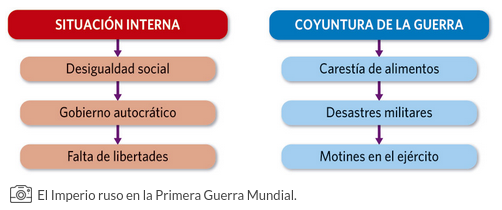 SITUACIÓN INTERNA
Desigualdad social
Gobierno autocrático
Falta de libertades
COYUNTURA DE LA GUERRA
Carestía de alimentos
Desastres militares
Motines en el ejército
El Imperio ruso en la Primera Guerra Mundial.